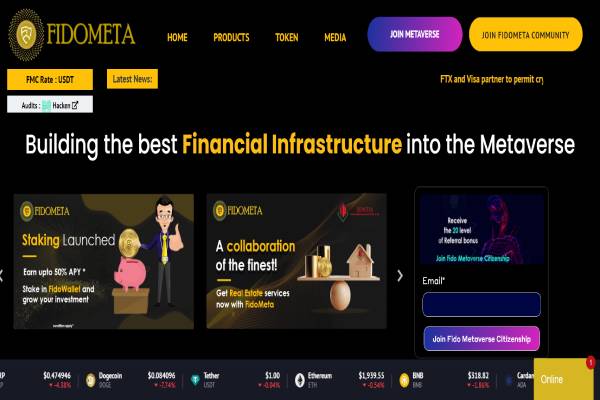 FIDOMETA
HOME
PRODUCTS
TOKEN
MEDIA
JOIN METAVERSE
JOIN FIDOMETA COMMUNITY
FMC Rate : USDT
Latest News:
FTX and Visa partner to permit cry
Audits : Hacken
Building the best Financial Infrastructure into the Metaverse
FIDOMETA
Staking Launched
Earn upto 50% APY *
Stake in FidoWallet and
grow your investment
condition apply*
FIDOMETA
A collaboration
of the finest!
Get Real Estate services
now with FidoMeta
Receive
the 20 level
of Referral bonus
Join Fido Metaverse Citizenship
Email*
Join Fido Metaverse Citizenship
RP $0.474946
P -4.38%
Dogecoin $0.084096
DOGE -7.74%
Tether $1.00
USDT -0.04%
Ethereum $1,939.55
ETH -0.54%
BNB $318.82
BNB -1.86%
Cardan
ADA
Online
1